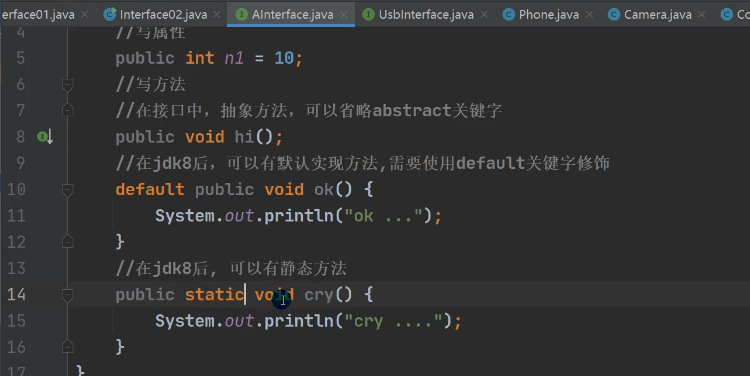 erface01.java × Interface02.java × AInterface.java × UsbInterface.java × Phone.java × Camera.java × Co
4 //写属性
5 public int n1 = 10;
6 //写方法
7 //在接口中，抽象方法，可以省略abstract关键字
8 public void hi();
9 //在jdk8后，可以有默认实现方法,需要使用default关键字修饰
10 default public void ok() {
11 System.out.println("ok ...");
12 }
13 //在jdk8后, 可以有静态方法
14 public static void cry() {
15 System.out.println("cry ....");
16 }
17 }